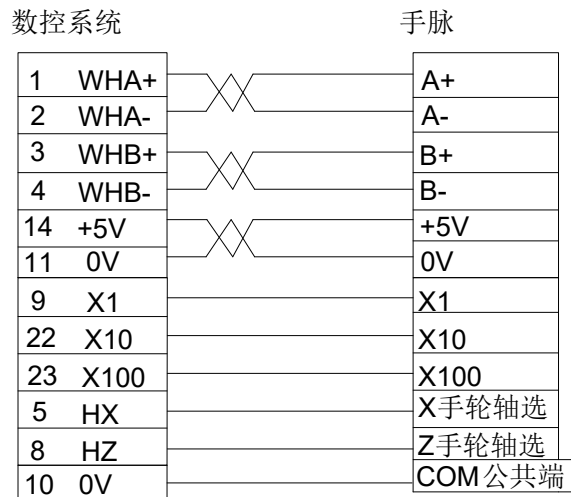 数控系统 手脉
1 WHA+ A+
2 WHA- A-
3 WHB+ B+
4 WHB- B-
14 +5V +5V
11 0V 0V
9 X1 X1
22 X10 X10
23 X100 X100
5 HX X手轮轴选
8 HZ Z手轮轴选
10 0V COM公共端